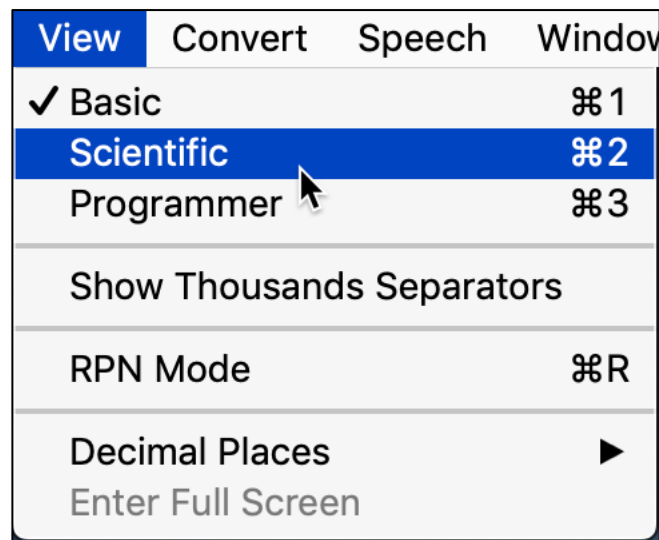 View Convert Speech
✓ Basic ⌘1
Scientific ⌘2
Programmer ⌘3
Show Thousands Separators
RPN Mode ⌘R
Decimal Places ▶
Enter Full Screen